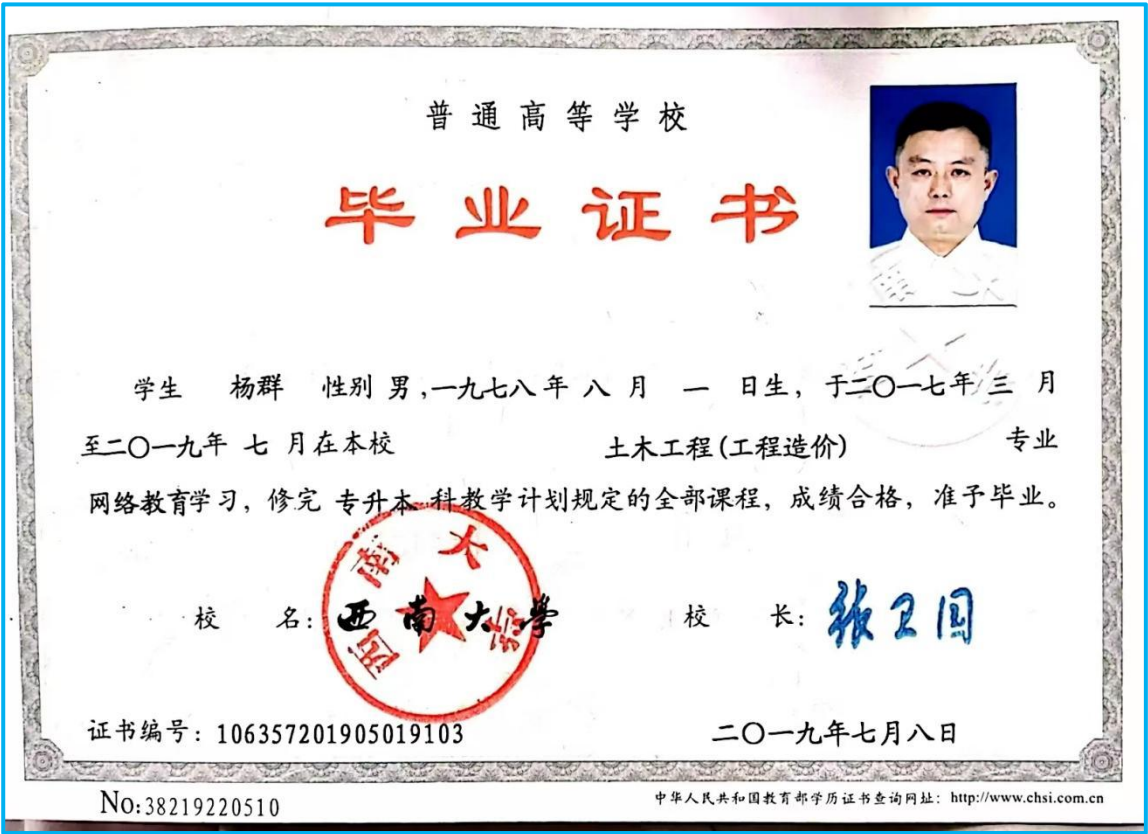 普通高等学校
毕业证书
学生 杨群 性别 男,一九七八年 八 月 一 日生，于二〇一七年 三 月
至二〇一九年 七 月在本校 土木工程(工程造价) 专业
网络教育学习，修完 专升本 科教学计划规定的全部课程，成绩合格，准予毕业。
西南大学
校 名：西南大學
校 长：张卫国
证书编号：106357201905019103
二〇一九年七月八日
No:38219220510
中华人民共和国教育部学历证书查询网址：http://www.chsi.com.cn